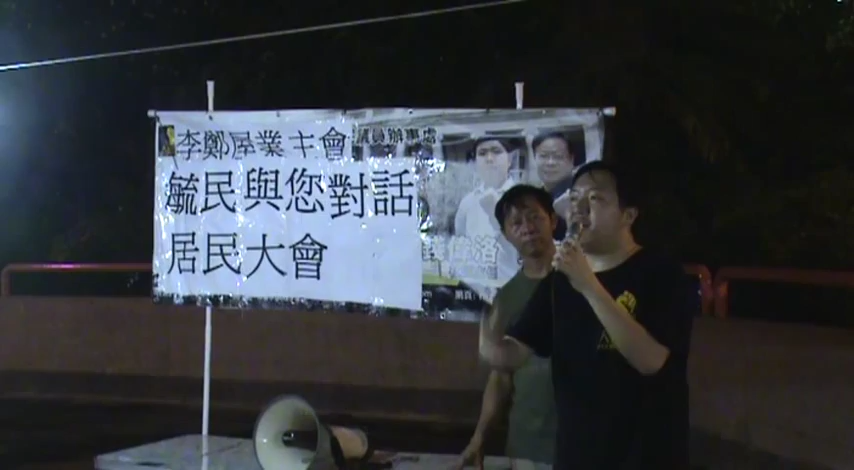 李鄭屋業主會
議員辦事處
毓民與您對話
居民大會